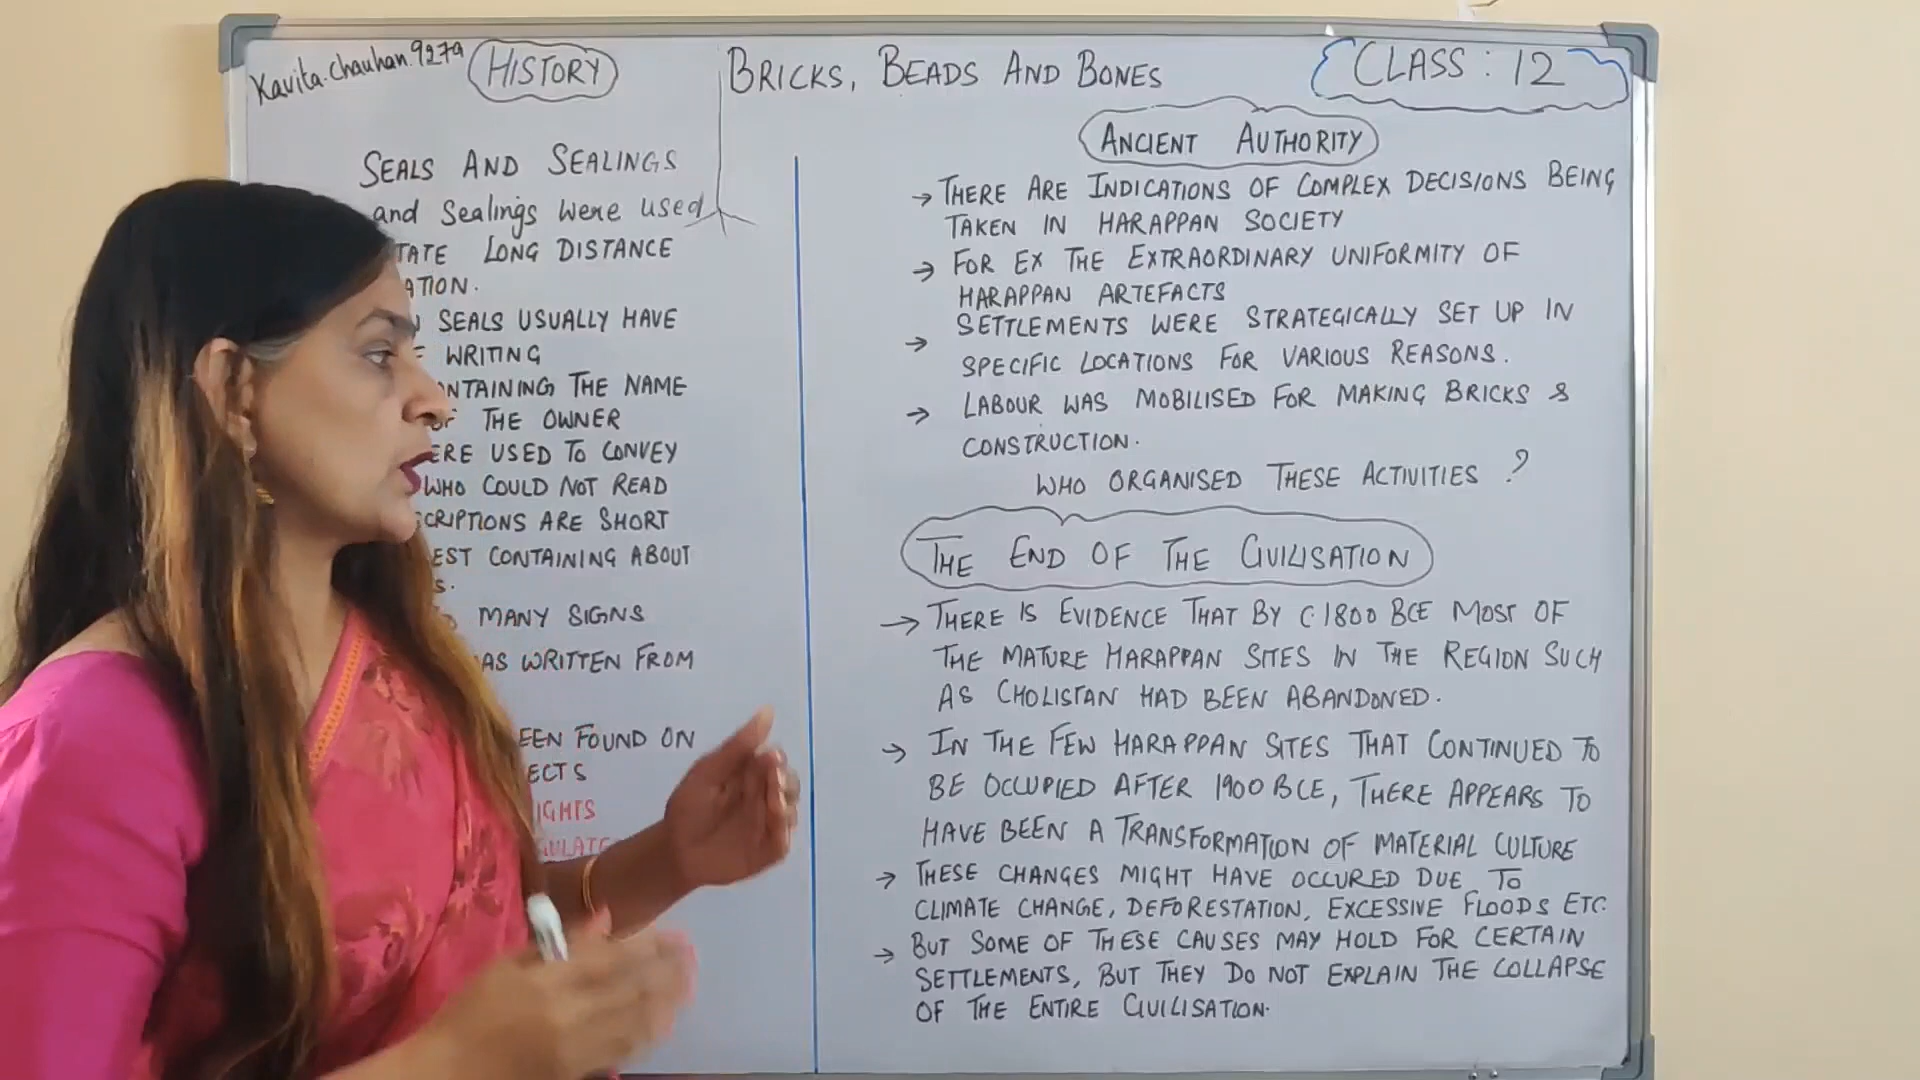 Kavita.chauhan.9279
HISTORY
BRICKS, BEADS AND BONES
CLASS : 12
SEALS AND SEALINGS
and Sealings were used
TATE LONG DISTANCE
ATION.
SEALS USUALLY HAVE
WRITING
NTAINING THE NAME
OF THE OWNER
ERE USED TO CONVEY
WHO COULD NOT READ
CRIPTIONS ARE SHORT
EST CONTAINING ABOUT
S.
MANY SIGNS
AS WRITTEN FROM
EEN FOUND ON
ECTS
IGHTS
ANCIENT AUTHORITY
→ THERE ARE INDICATIONS OF COMPLEX DECISIONS BEING
TAKEN IN HARAPPAN SOCIETY
→ FOR EX THE EXTRAORDINARY UNIFORMITY OF
HARAPPAN ARTEFACTS
→ SETTLEMENTS WERE STRATEGICALLY SET UP IN
SPECIFIC LOCATIONS FOR VARIOUS REASONS.
→ LABOUR WAS MOBILISED FOR MAKING BRICKS &
CONSTRUCTION.
WHO ORGANISED THESE ACTIVITIES ?
THE END OF THE CIVILISATION
→ THERE IS EVIDENCE THAT BY C.1800 BCE MOST OF
THE MATURE HARAPPAN SITES IN THE REGION SUCH
AS CHOLISTAN HAD BEEN ABANDONED.
→ IN THE FEW HARAPPAN SITES THAT CONTINUED TO
BE OCCUPIED AFTER 1900 BCE, THERE APPEARS TO
HAVE BEEN A TRANSFORMATION OF MATERIAL CULTURE
→ THESE CHANGES MIGHT HAVE OCCURED DUE TO
CLIMATE CHANGE, DEFORESTATION, EXCESSIVE FLOODS ETC.
→ BUT SOME OF THESE CAUSES MAY HOLD FOR CERTAIN
SETTLEMENTS, BUT THEY DO NOT EXPLAIN THE COLLAPSE
OF THE ENTIRE CIVILISATION.